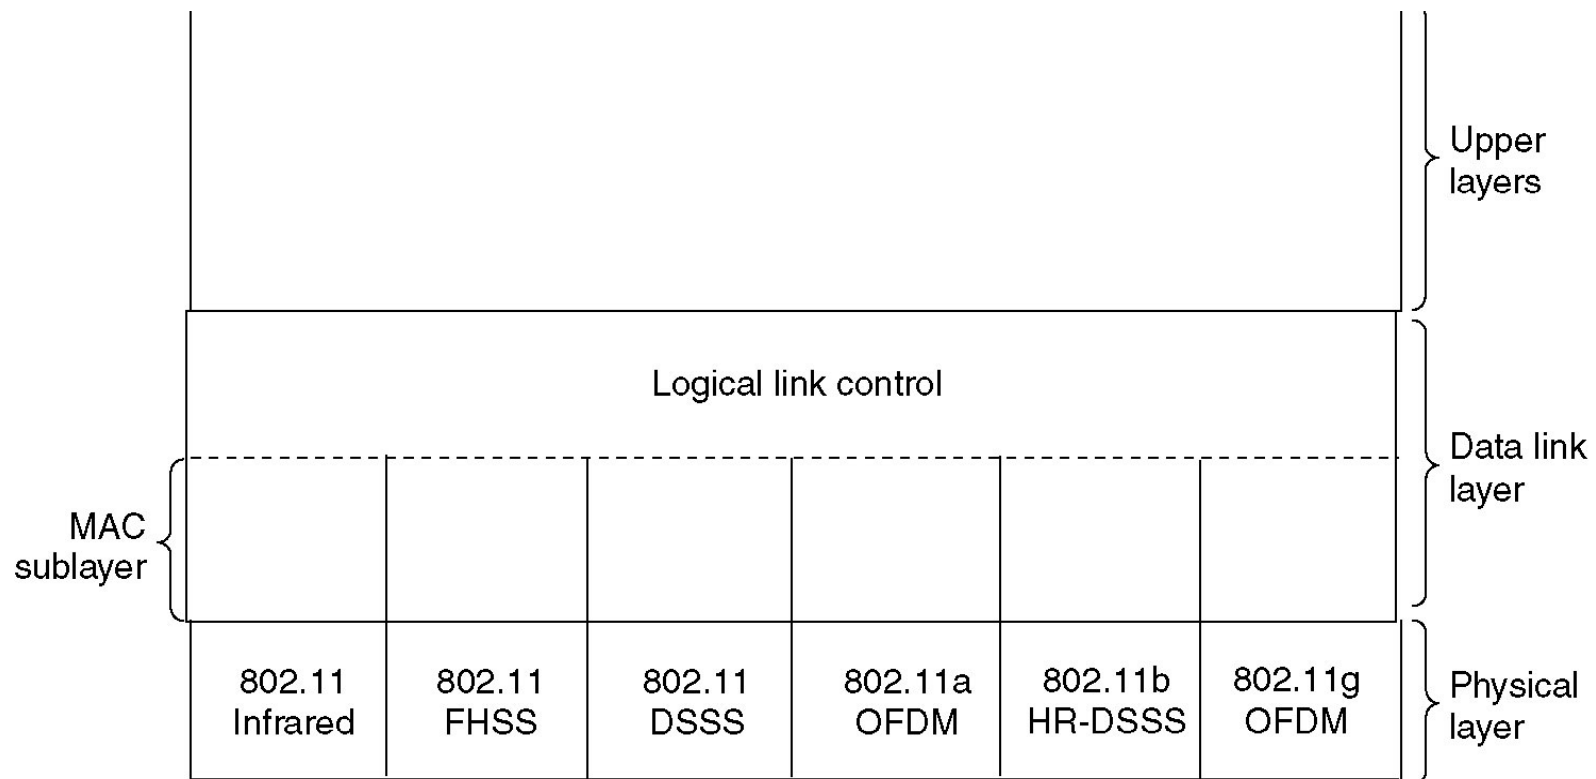 Upper
layers
Logical link control
Data link
layer
MAC
sublayer
802.11
Infrared
802.11
FHSS
802.11
DSSS
802.11a
OFDM
802.11b
HR-DSSS
802.11g
OFDM
Physical
layer